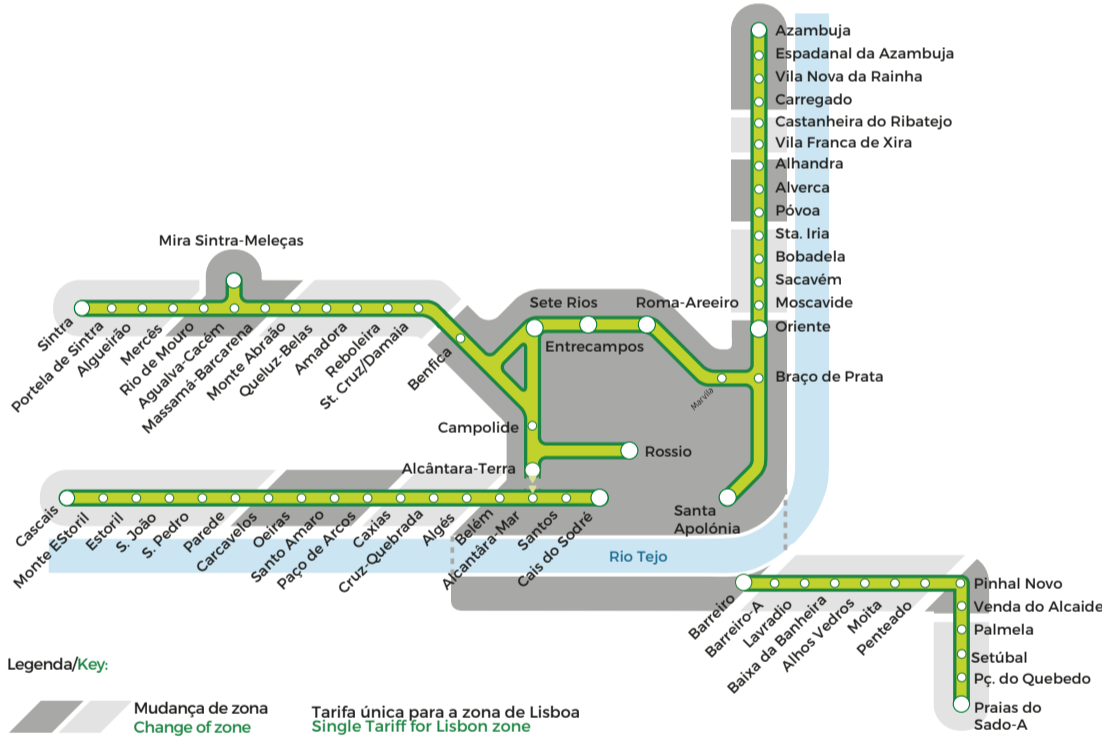 Azambuja
Espadanal da Azambuja
Vila Nova da Rainha
Carregado
Castanheira do Ribatejo
Vila Franca de Xira
Alhandra
Alverca
Póvoa
Sta. Iria
Bobadela
Sacavém
Moscavide
Oriente
Braço de Prata
Mira Sintra-Meleças
Sintra
Portela de Sintra
Algueirão
Mercês
Rio de Mouro
Agualva-Cacém
Massamá-Barcarena
Monte Abraão
Queluz-Belas
Amadora
Reboleira
St. Cruz/Damaia
Benfica
Sete Rios
Roma-Areeiro
Entrecampos
Marvila
Campolide
Rossio
Alcântara-Terra
Santa
Apolónia
Cascais
Monte EStoril
Estoril
S. João
S. Pedro
Parede
Carcavelos
Oeiras
Santo Amaro
Paço de Arcos
Caxias
Cruz-Quebrada
Algés
Belém
Alcantâra-Mar
Santos
Cais do Sodré
Rio Tejo
Barreiro
Barreiro-A
Lavradio
Baixa da Banheira
Alhos Vedros
Moita
Penteado
Pinhal Novo
Venda do Alcaide
Palmela
Setúbal
Pç. do Quebedo
Praias do
Sado-A
Legenda/Key:
Mudança de zona
Change of zone
Tarifa única para a zona de Lisboa
Single Tariff for Lisbon zone